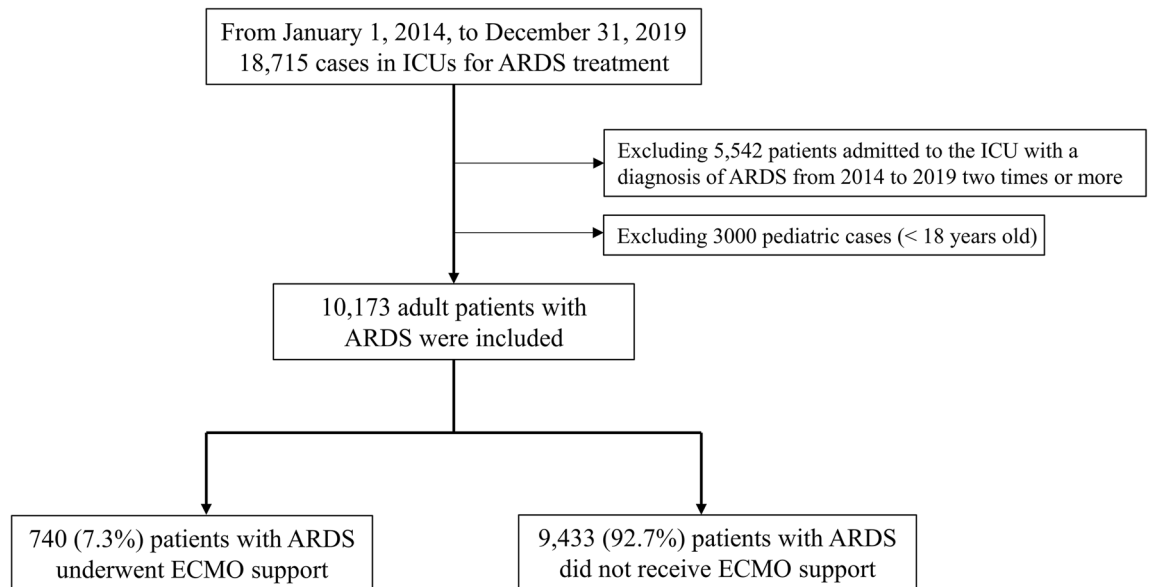 From January 1, 2014, to December 31, 2019
18,715 cases in ICUs for ARDS treatment
Excluding 5,542 patients admitted to the ICU with a
diagnosis of ARDS from 2014 to 2019 two times or more
Excluding 3000 pediatric cases (< 18 years old)
10,173 adult patients with
ARDS were included
740 (7.3%) patients with ARDS
underwent ECMO support
9,433 (92.7%) patients with ARDS
did not receive ECMO support